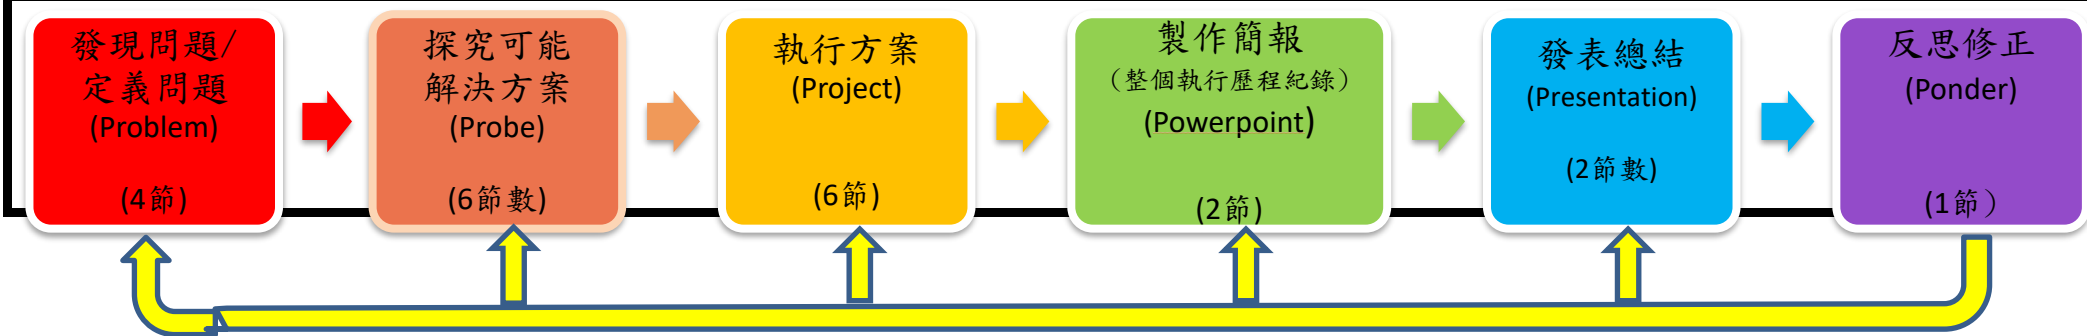 發現問題/
定義問題
(Problem)
(4節)
探究可能
解決方案
(Probe)
(6節數)
執行方案
(Project)
(6節)
製作簡報
（整個執行歷程紀錄）
(Powerpoint)
(2節)
發表總結
(Presentation)
(2節數)
反思修正
(Ponder)
(1節）